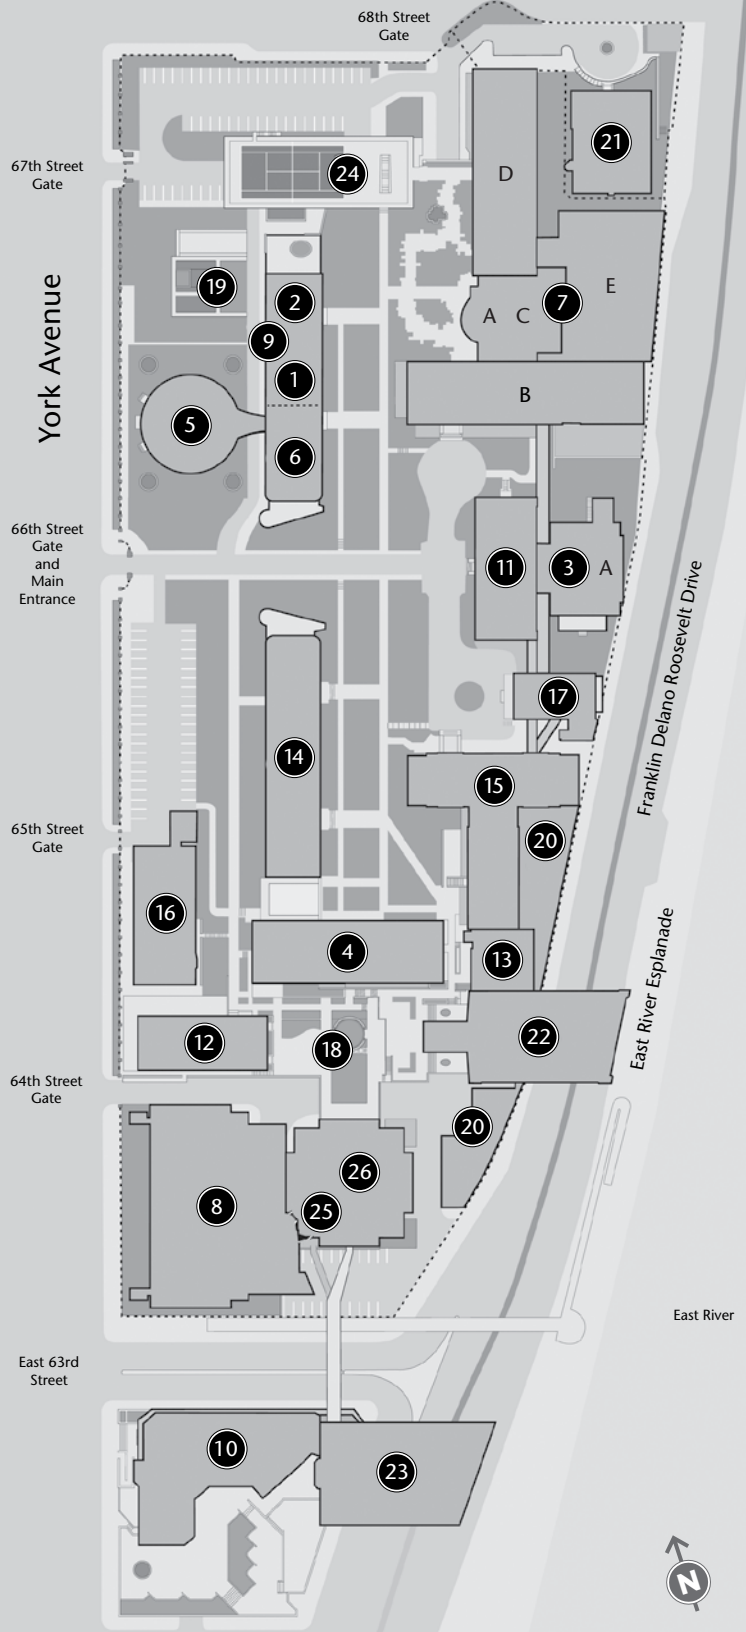 68th Street
Gate
67th Street
Gate
21
24
D
19
2
7
E
A C
9
1
B
York Avenue
5
6
66th Street
Gate
and
Main
Entrance
11
3
A
17
Franklin Delano Roosevelt Drive
14
15
20
65th Street
Gate
16
4
13
East River Esplanade
12
18
22
64th Street
Gate
20
26
8
25
East River
East 63rd
Street
10
23
N